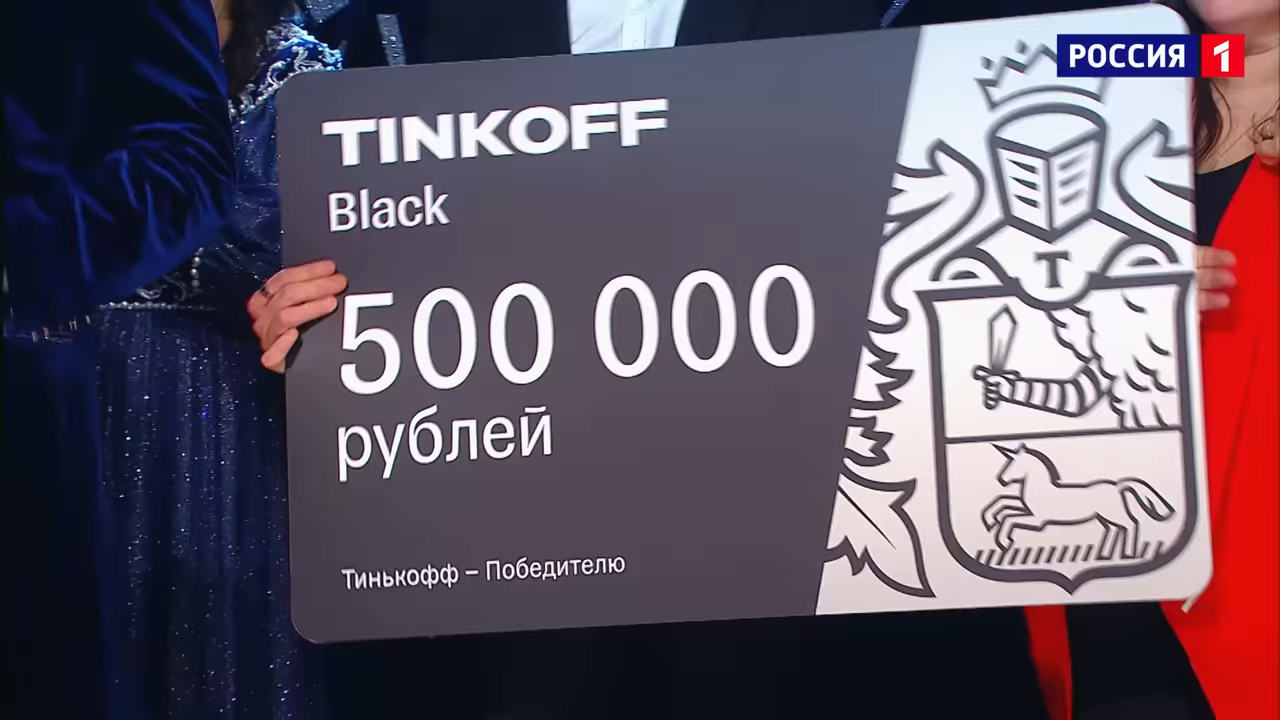 РОССИЯ 1
TINKOFF
Black
500 000
рублей
Тинькофф – Победителю
T